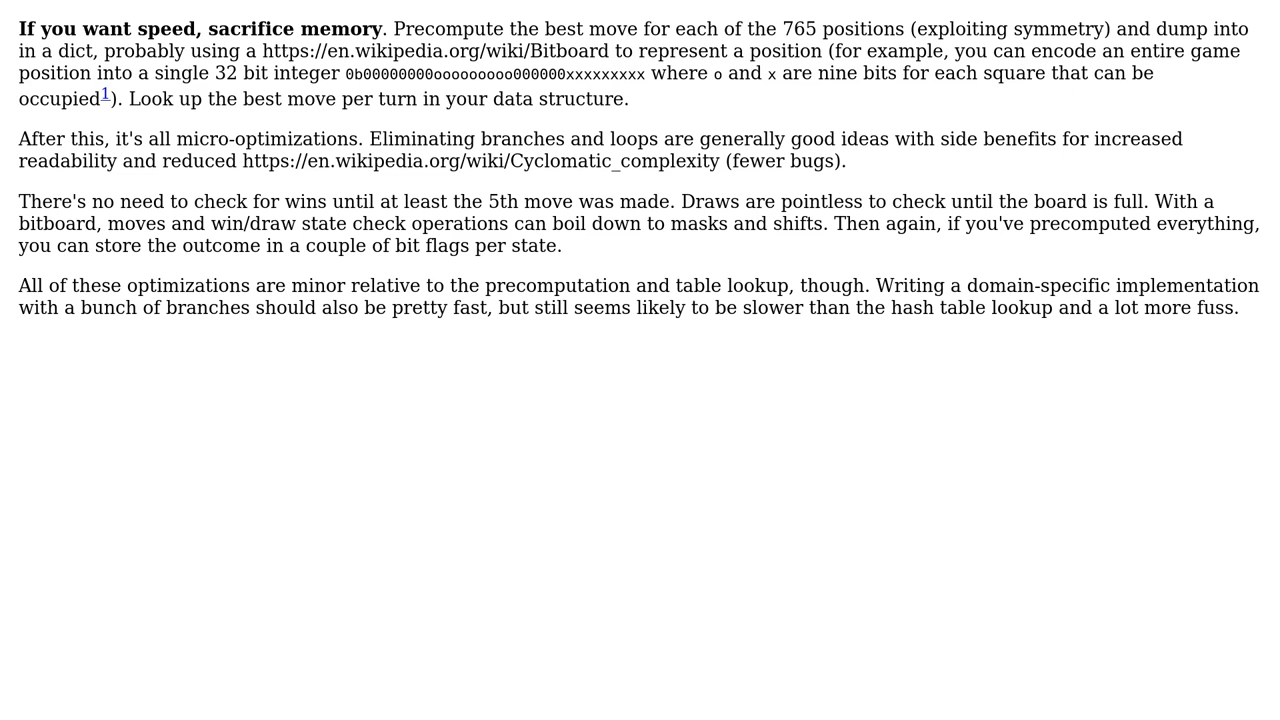 If you want speed, sacrifice memory. Precompute the best move for each of the 765 positions (exploiting symmetry) and dump into
in a dict, probably using a https://en.wikipedia.org/wiki/Bitboard to represent a position (for example, you can encode an entire game
position into a single 32 bit integer 0b00000000ooooooooo000000xxxxxxxxx where o and x are nine bits for each square that can be
occupied1). Look up the best move per turn in your data structure.
After this, it's all micro-optimizations. Eliminating branches and loops are generally good ideas with side benefits for increased
readability and reduced https://en.wikipedia.org/wiki/Cyclomatic_complexity (fewer bugs).
There's no need to check for wins until at least the 5th move was made. Draws are pointless to check until the board is full. With a
bitboard, moves and win/draw state check operations can boil down to masks and shifts. Then again, if you've precomputed everything,
you can store the outcome in a couple of bit flags per state.
All of these optimizations are minor relative to the precomputation and table lookup, though. Writing a domain-specific implementation
with a bunch of branches should also be pretty fast, but still seems likely to be slower than the hash table lookup and a lot more fuss.